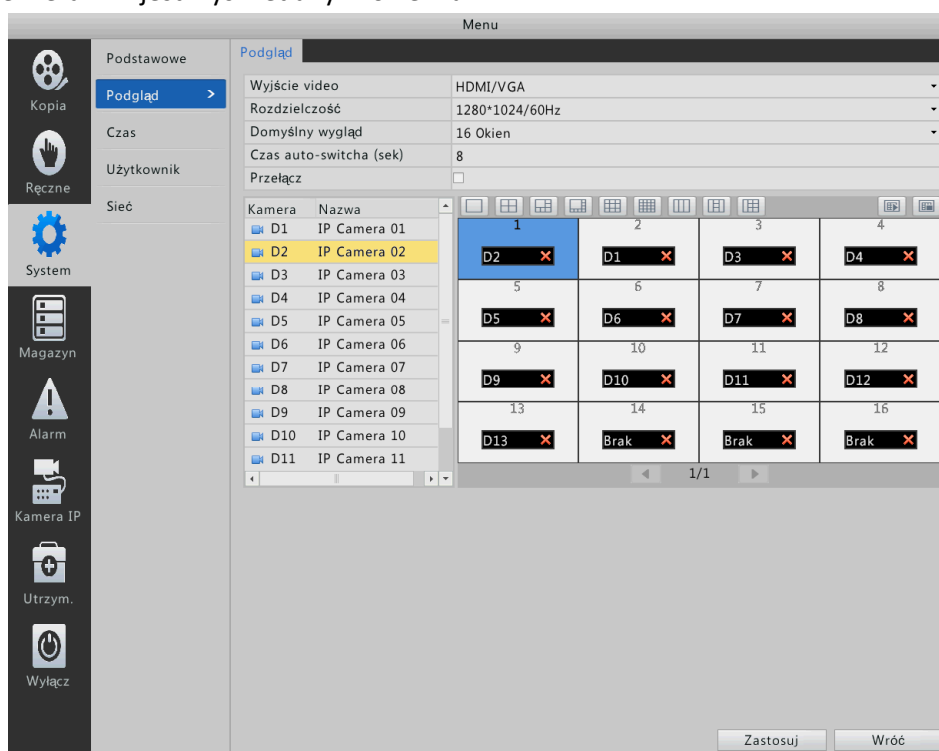 Menu
Kopia
Ręczne
System
Magazyn
Alarm
Kamera IP
Utrzym.
Wyłącz
Podstawowe
Podgląd >
Czas
Użytkownik
Sieć
Podgląd
Wyjście video HDMI/VGA
Rozdzielczość 1280*1024/60Hz
Domyślny wygląd 16 Okien
Czas auto-switcha (sek) 8
Przełącz
Kamera Nazwa
D1 IP Camera 01
D2 IP Camera 02
D3 IP Camera 03
D4 IP Camera 04
D5 IP Camera 05
D6 IP Camera 06
D7 IP Camera 07
D8 IP Camera 08
D9 IP Camera 09
D10 IP Camera 10
D11 IP Camera 11
1 2 3 4
D2 D1 D3 D4
5 6 7 8
D5 D6 D7 D8
9 10 11 12
D9 D10 D11 D12
13 14 15 16
D13 Brak Brak Brak
1/1
Zastosuj Wróć